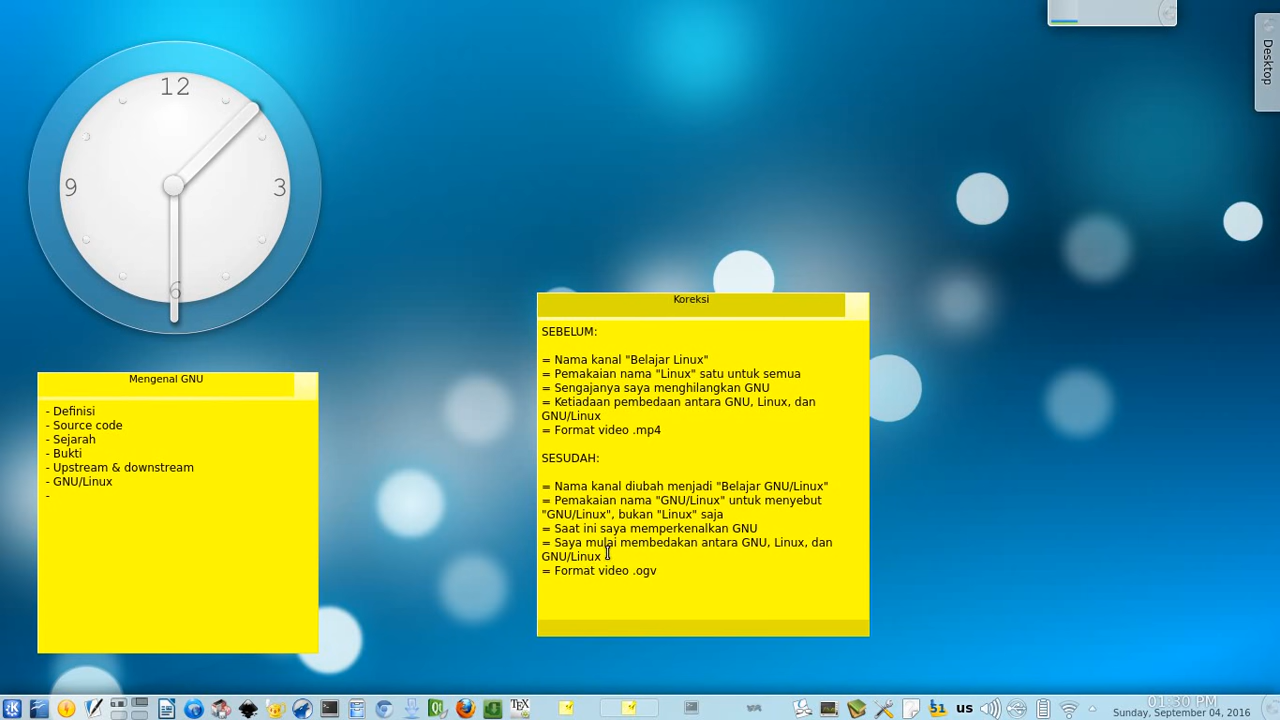 12
9
3
6
Desktop
Mengenal GNU
- Definisi
- Source code
- Sejarah
- Bukti
- Upstream & downstream
- GNU/Linux
-
Koreksi
SEBELUM:
= Nama kanal "Belajar Linux"
= Pemakaian nama "Linux" satu untuk semua
= Sengajanya saya menghilangkan GNU
= Ketiadaan pembedaan antara GNU, Linux, dan
GNU/Linux
= Format video .mp4
SESUDAH:
= Nama kanal diubah menjadi "Belajar GNU/Linux"
= Pemakaian nama "GNU/Linux" untuk menyebut
"GNU/Linux", bukan "Linux" saja
= Saat ini saya memperkenalkan GNU
= Saya mulai membedakan antara GNU, Linux, dan
GNU/Linux
= Format video .ogv
TEX
us
01:30 PM
Sunday, September 04, 2016